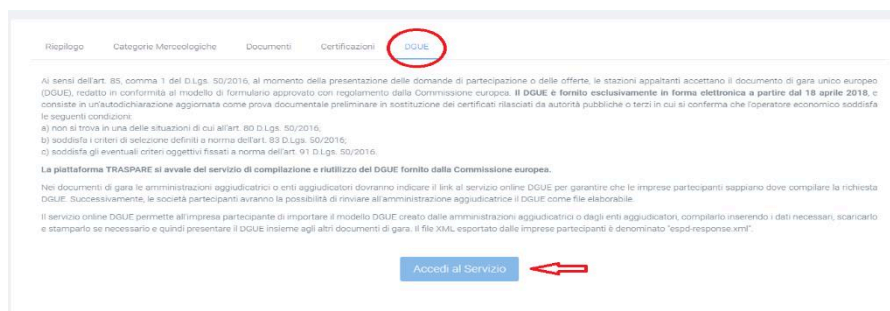 Riepilogo Categorie Merceologiche Documenti Certificazioni DGUE
Ai sensi dell'art. 85, comma 1 del D.Lgs. 50/2016, al momento della presentazione delle domande di partecipazione o delle offerte, le stazioni appaltanti accettano il documento di gara unico europeo
(DGUE), redatto in conformità al modello di formulario approvato con regolamento dalla Commissione europea. Il DGUE è fornito esclusivamente in forma elettronica a partire dal 18 aprile 2018, e
consiste in un'autodichiarazione aggiornata come prova documentale preliminare in sostituzione dei certificati rilasciati da autorità pubbliche o terzi in cui si conferma che l'operatore economico soddisfa
le seguenti condizioni:
a) non si trova in una delle situazioni di cui all'art. 80 D.Lgs. 50/2016;
b) soddisfa i criteri di selezione definiti a norma dell'art. 83 D.Lgs. 50/2016;
c) soddisfa gli eventuali criteri oggettivi fissati a norma dell'art. 91 D.Lgs. 50/2016.
La piattaforma TRASPARE si avvale del servizio di compilazione e riutilizzo del DGUE fornito dalla Commissione europea.
Nei documenti di gara le amministrazioni aggiudicatrici o enti aggiudicatori dovranno indicare il link al servizio online DGUE per garantire che le imprese partecipanti sappiano dove compilare la richiesta
DGUE. Successivamente, le società partecipanti avranno la possibilità di rinviare all'amministrazione aggiudicatrice il DGUE come file elaborabile.
Il servizio online DGUE permette all'impresa partecipante di importare il modello DGUE creato dalle amministrazioni aggiudicatrici o dagli enti aggiudicatori, compilarlo inserendo i dati necessari, scaricarlo
e stamparlo se necessario e quindi presentare il DGUE insieme agli altri documenti di gara. Il file XML esportato dalle imprese partecipanti è denominato "espd-response.xml".
Accedi al Servizio